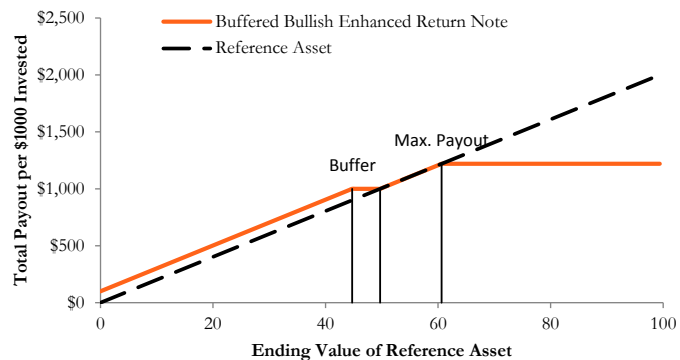 $2,500
Buffered Bullish Enhanced Return Note
Reference Asset
$2,000
$1,500
Max. Payout
Buffer
$1,000
$500
$0
Total Payout per $1000 Invested
0 20 40 60 80 100
Ending Value of Reference Asset